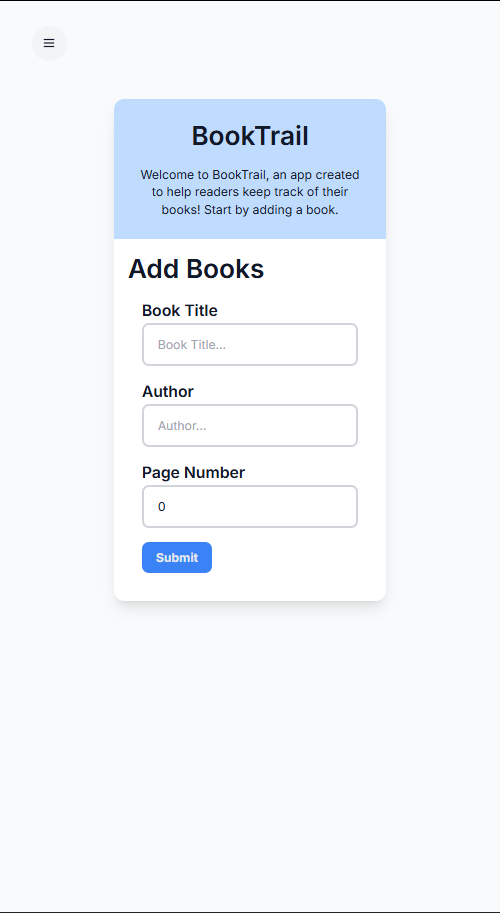 BookTrail
Welcome to BookTrail, an app created
to help readers keep track of their
books! Start by adding a book.
Add Books
Book Title
Book Title...
Author
Author...
Page Number
0
Submit